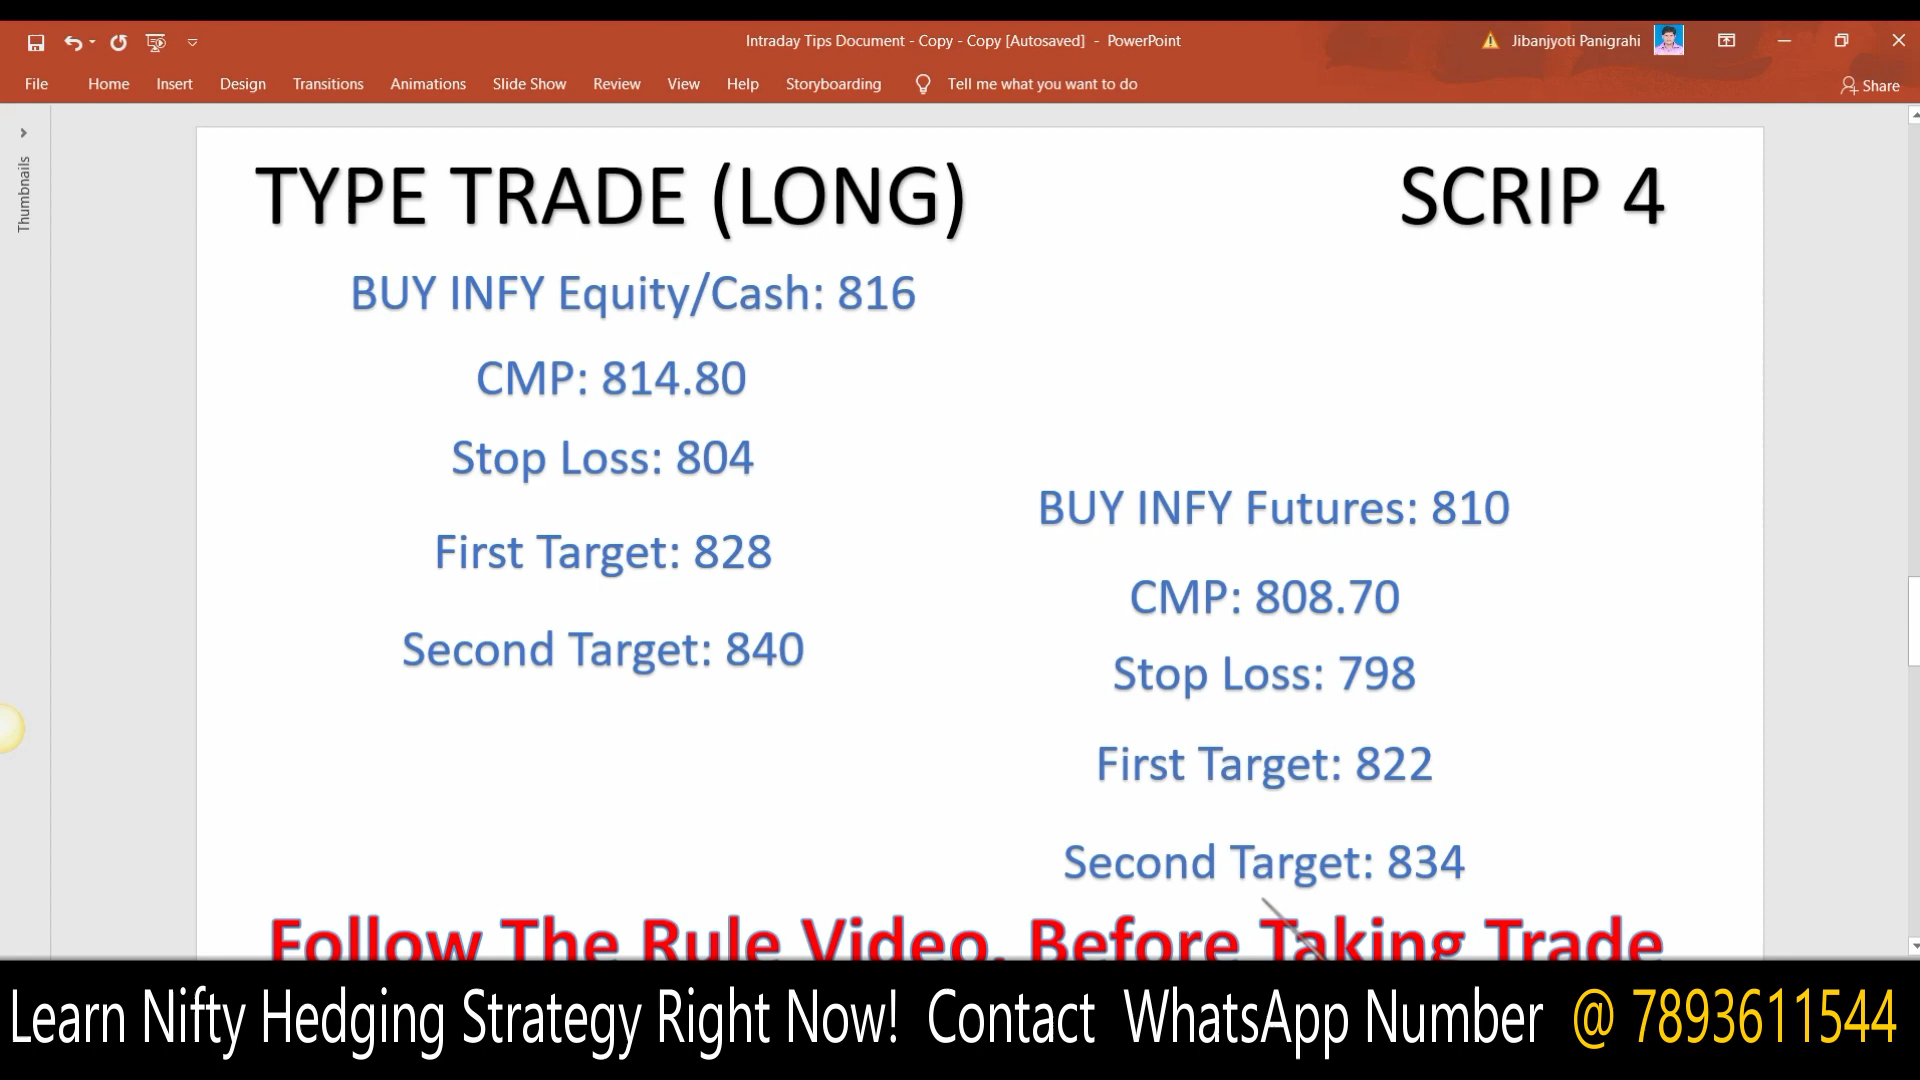 Intraday Tips Document - Copy - Copy [Autosaved] - PowerPoint
Jibanjyoti Panigrahi
File Home Insert Design Transitions Animations Slide Show Review View Help Storyboarding Tell me what you want to do
Share
Thumbnails
TYPE TRADE (LONG)
SCRIP 4
BUY INFY Equity/Cash: 816
CMP: 814.80
Stop Loss: 804
First Target: 828
Second Target: 840
BUY INFY Futures: 810
CMP: 808.70
Stop Loss: 798
First Target: 822
Second Target: 834
Follow The Rule Video, Before Taking Trade
Learn Nifty Hedging Strategy Right Now! Contact WhatsApp Number @ 7893611544